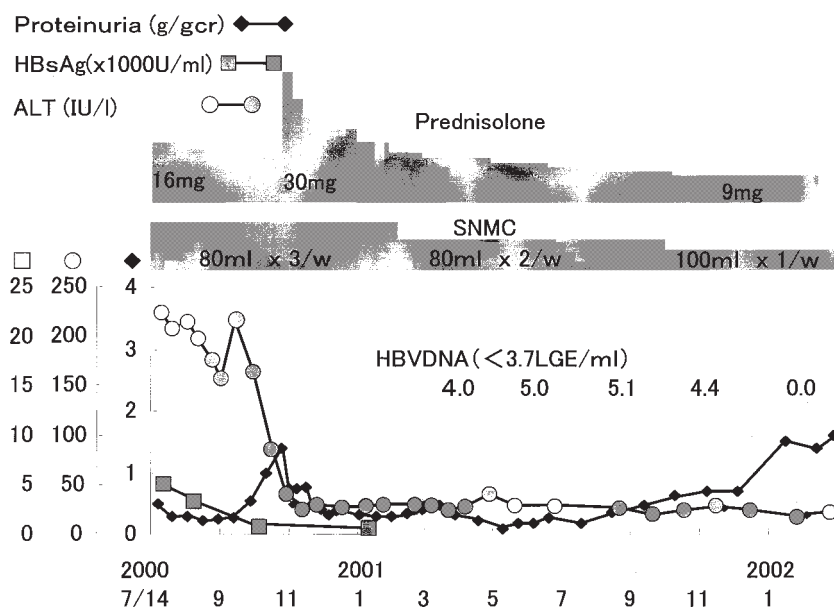 Proteinuria (g/gcr)
HBsAg(x1000U/ml)
ALT (IU/l)
Prednisolone
16mg 30mg 9mg
SNMC
80ml x 3/w 80ml x 2/w 100ml x 1/w
25 250 4
20 200 3
15 150
HBVDNA(<3.7LGE/ml)
4.0 5.0 5.1 4.4 0.0
2
10 100
1
5 50
0 0 0
2000 2001 2002
7/14 9 11 1 3 5 7 9 11 1